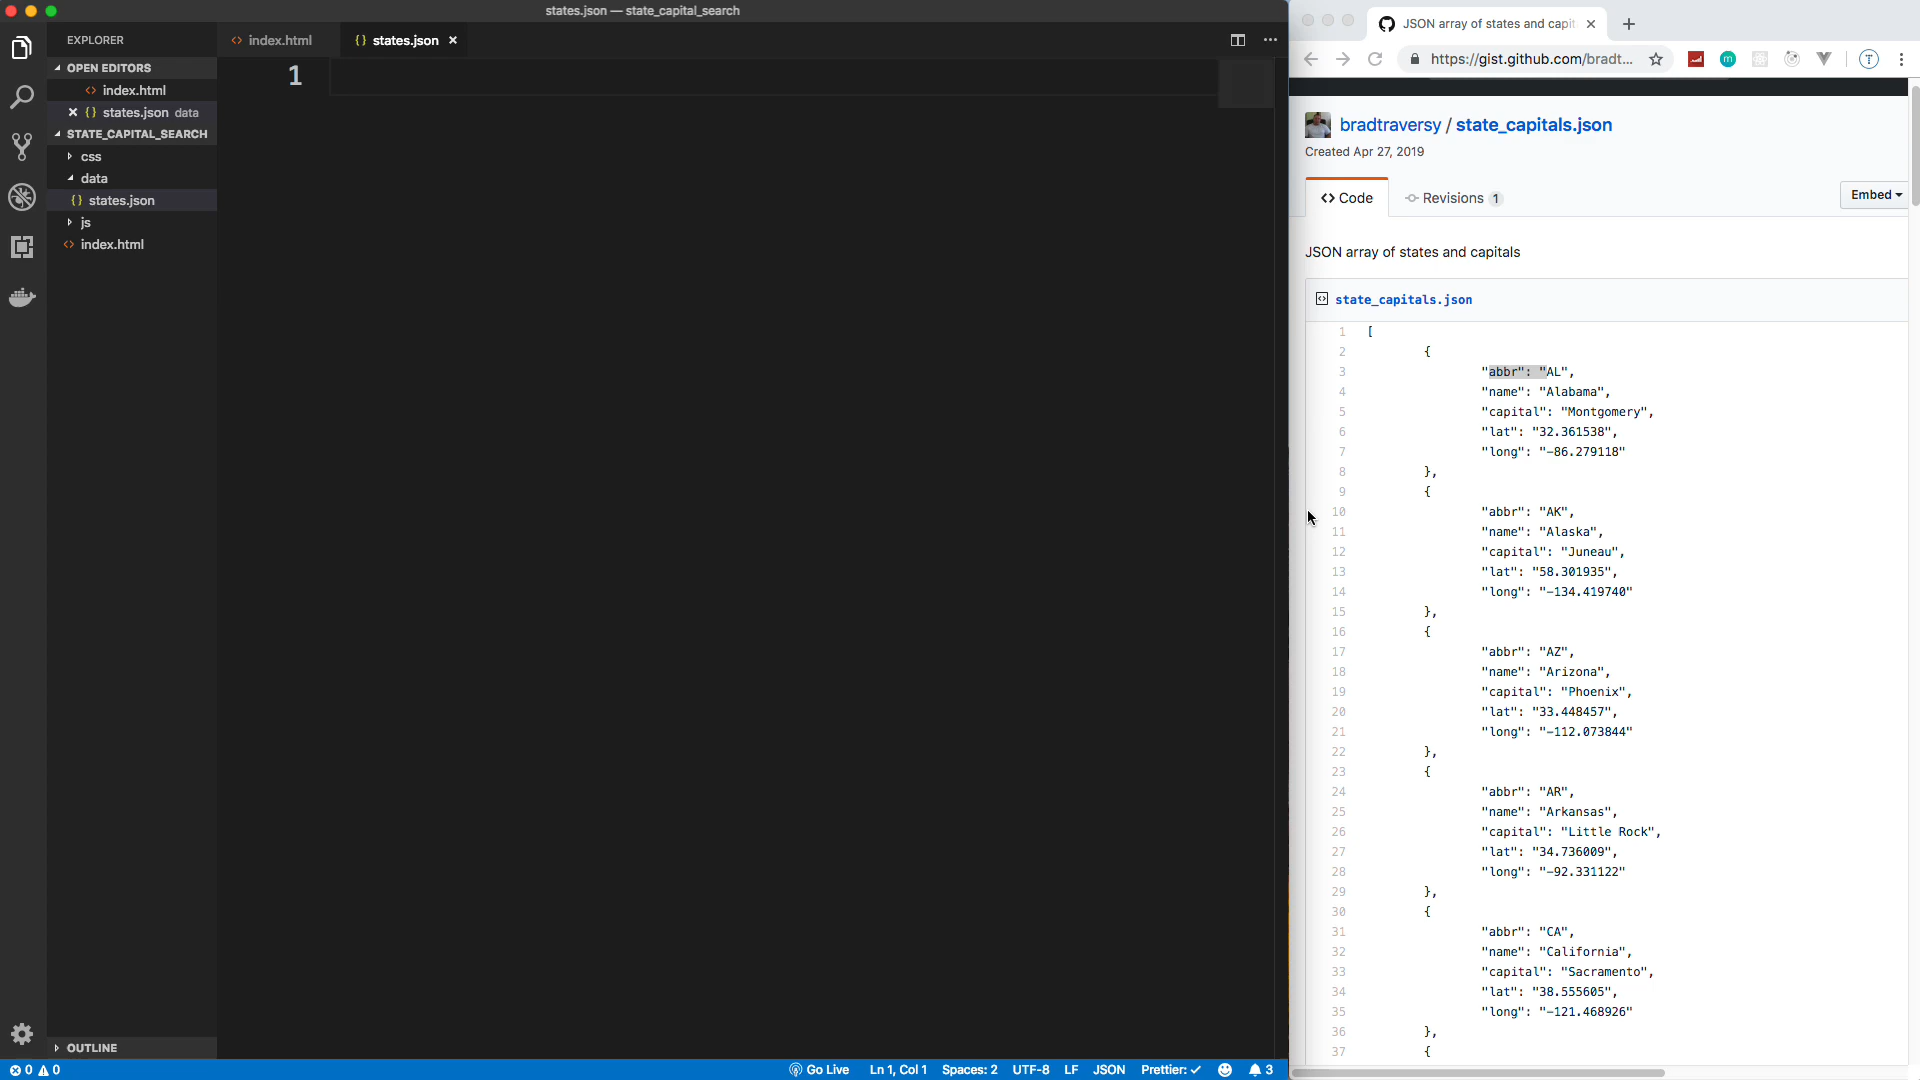 states.json — state_capital_search
EXPLORER
OPEN EDITORS
index.html
states.json data
STATE_CAPITAL_SEARCH
css
data
states.json
js
index.html
OUTLINE
index.html
states.json
1
0 0
Go Live
Ln 1, Col 1
Spaces: 2
UTF-8
LF
JSON
Prettier: ✓
3
JSON array of states and capit
https://gist.github.com/bradt...
T
bradtraversy / state_capitals.json
Created Apr 27, 2019
Code
Revisions 1
Embed
JSON array of states and capitals
state_capitals.json
1 [
2 {
3 "abbr": "AL",
4 "name": "Alabama",
5 "capital": "Montgomery",
6 "lat": "32.361538",
7 "long": "-86.279118"
8 },
9 {
10 "abbr": "AK",
11 "name": "Alaska",
12 "capital": "Juneau",
13 "lat": "58.301935",
14 "long": "-134.419740"
15 },
16 {
17 "abbr": "AZ",
18 "name": "Arizona",
19 "capital": "Phoenix",
20 "lat": "33.448457",
21 "long": "-112.073844"
22 },
23 {
24 "abbr": "AR",
25 "name": "Arkansas",
26 "capital": "Little Rock",
27 "lat": "34.736009",
28 "long": "-92.331122"
29 },
30 {
31 "abbr": "CA",
32 "name": "California",
33 "capital": "Sacramento",
34 "lat": "38.555605",
35 "long": "-121.468926"
36 },
37 {